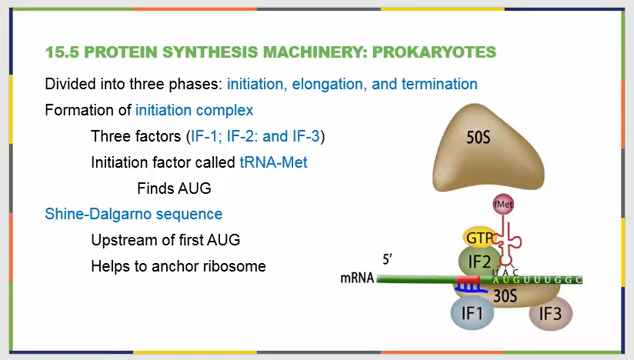 15.5 PROTEIN SYNTHESIS MACHINERY: PROKARYOTES
Divided into three phases: initiation, elongation, and termination
Formation of initiation complex
Three factors (IF-1; IF-2: and IF-3)
Initiation factor called tRNA-Met
Finds AUG
Shine-Dalgarno sequence
Upstream of first AUG
Helps to anchor ribosome
50S
fMet
GTP
IF2
5'
UAC
mRNA
AUGUUUGGC
30S
IF1
IF3